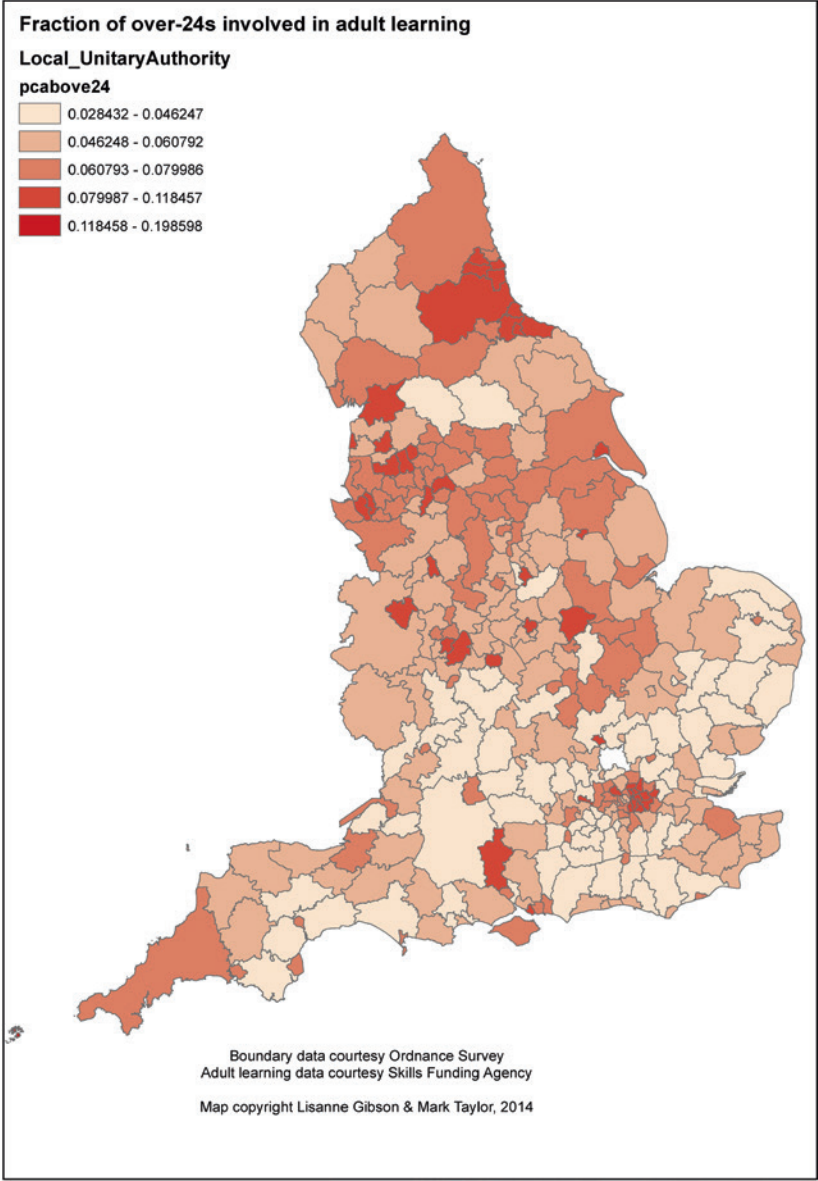 Fraction of over-24s involved in adult learning
Local_UnitaryAuthority
pcabove24
0.028432 - 0.046247
0.046248 - 0.060792
0.060793 - 0.079986
0.079987 - 0.118457
0.118458 - 0.198598
Boundary data courtesy Ordnance Survey
Adult learning data courtesy Skills Funding Agency
Map copyright Lisanne Gibson & Mark Taylor, 2014